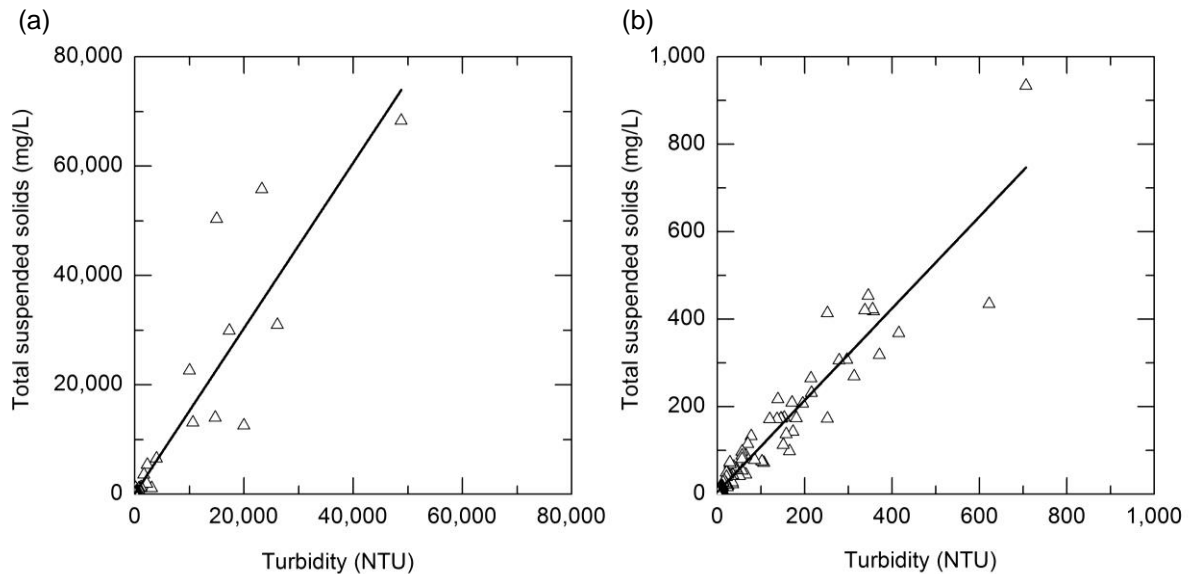 (a)
Total suspended solids (mg/L)
80,000
60,000
40,000
20,000
0
0 20,000 40,000 60,000 80,000
Turbidity (NTU)
(b)
Total suspended solids (mg/L)
1,000
800
600
400
200
0
0 200 400 600 800 1,000
Turbidity (NTU)